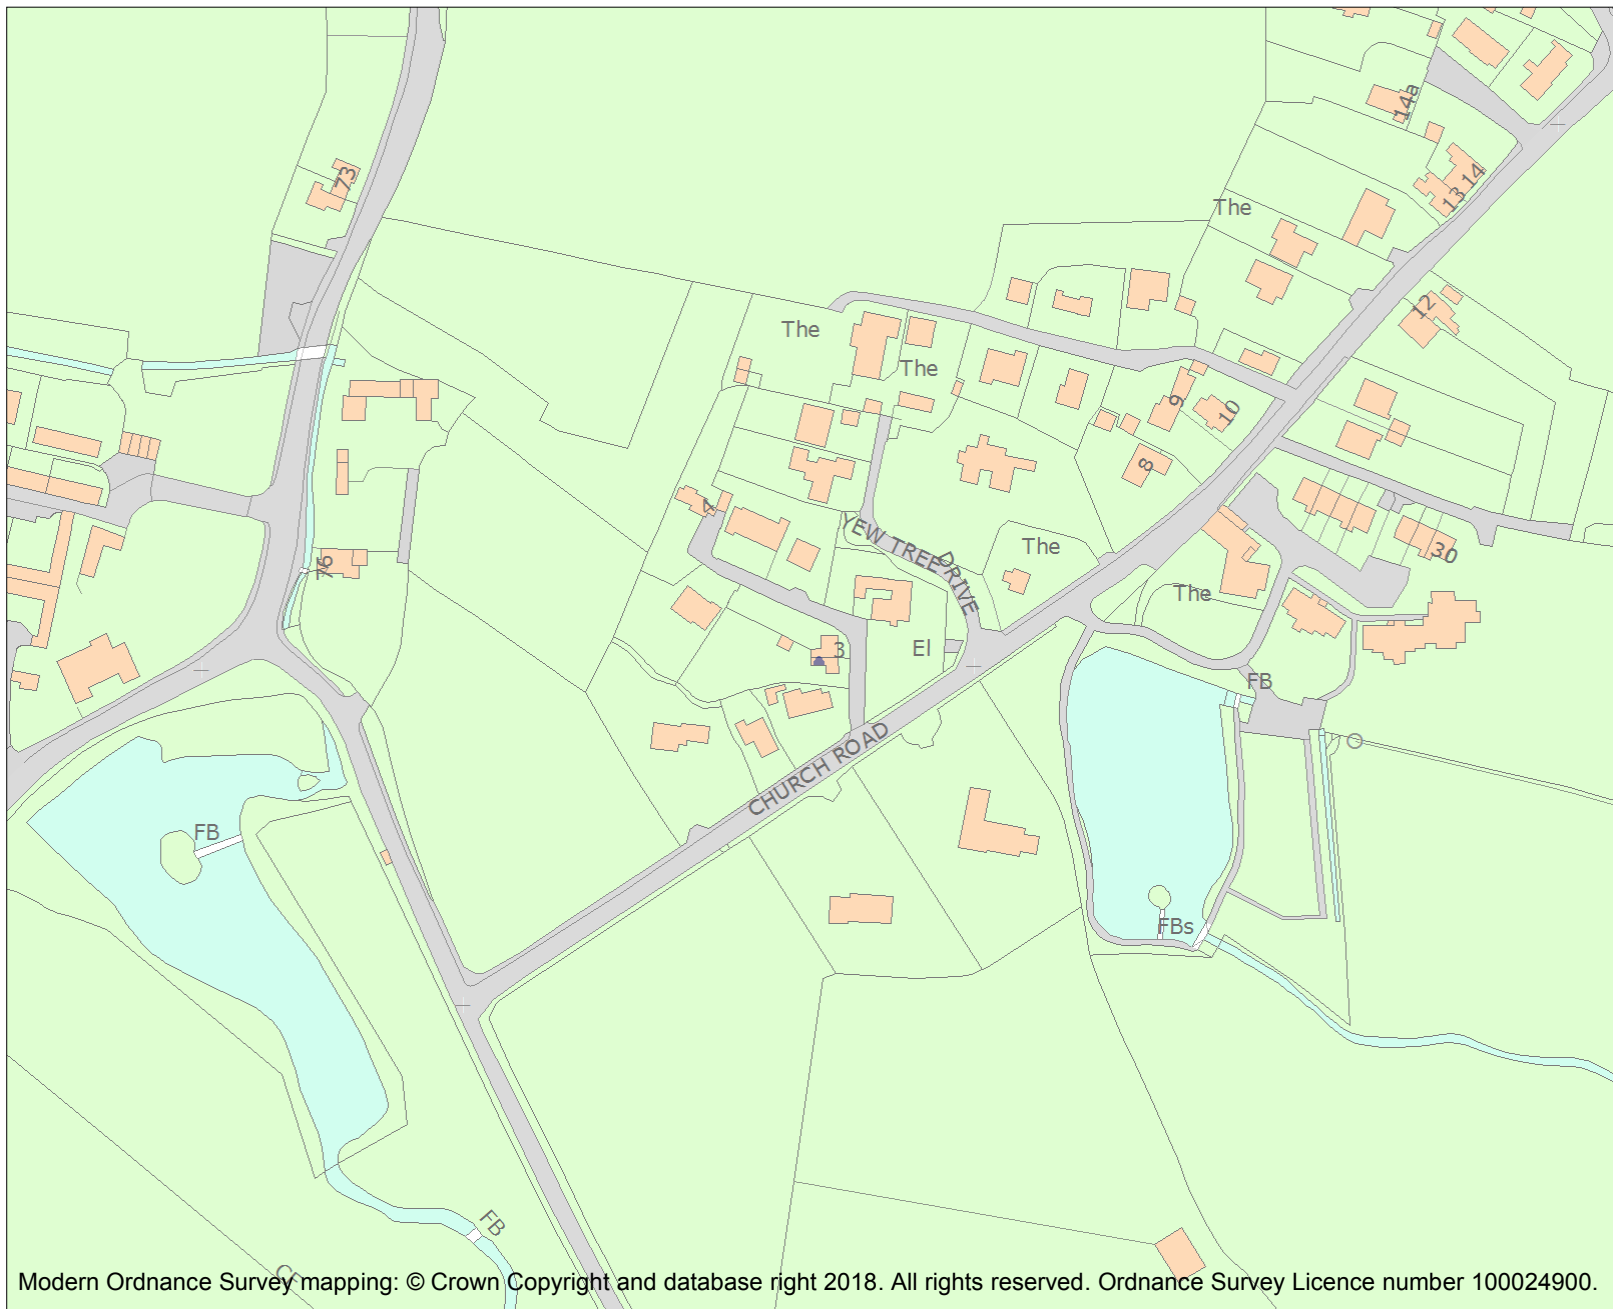 14a
73
13 14
The
12
The
The
9
10
8
4
YEW TREE
DRIVE
The
30
76
The
3
El
FB
CHURCH ROAD
FB
FBs
FB
CF
Modern Ordnance Survey mapping: © Crown Copyright and database right 2018. All rights reserved. Ordnance Survey Licence number 100024900.